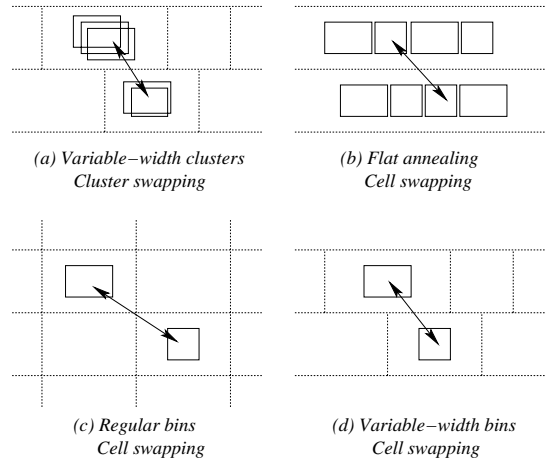 (a) Variable−width clusters
Cluster swapping
(b) Flat annealing
Cell swapping
(c) Regular bins
Cell swapping
(d) Variable−width bins
Cell swapping